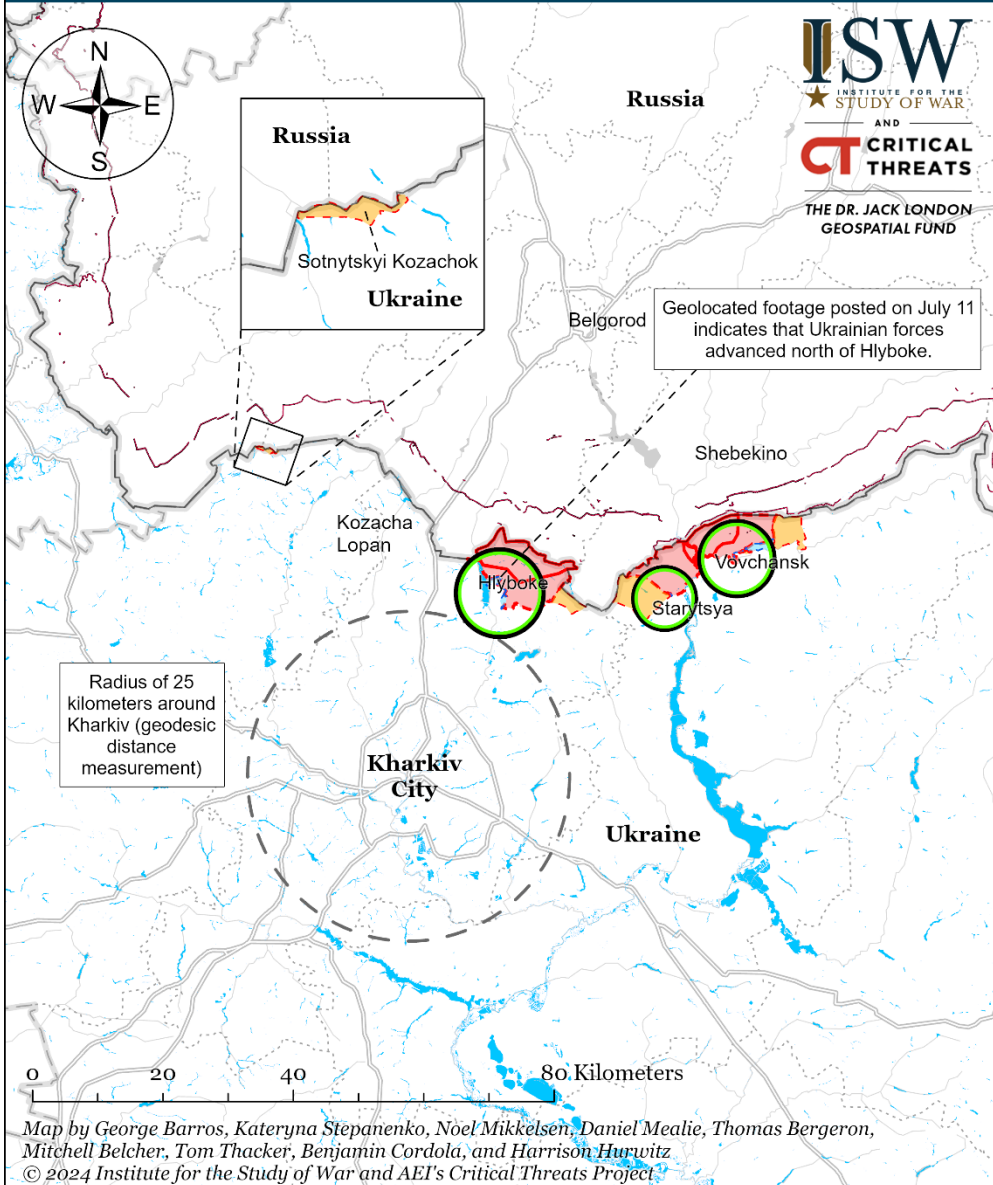 N
W
E
S
Russia
Sotnytskyi Kozachok
Ukraine
Russia
ISW
INSTITUTE FOR THE
STUDY OF WAR
AND
CT CRITICAL
THREATS
THE DR. JACK LONDON
GEOSPATIAL FUND
Belgorod
Geolocated footage posted on July 11
indicates that Ukrainian forces
advanced north of Hlyboke.
Shebekino
Kozacha
Lopan
Hlyboke
Vovchansk
Starytsya
Radius of 25
kilometers around
Kharkiv (geodesic
distance
measurement)
Kharkiv
City
Ukraine
0 20 40 80 Kilometers
Map by George Barros, Kateryna Stepanenko, Noel Mikkelsen, Daniel Mealie, Thomas Bergeron,
Mitchell Belcher, Tom Thacker, Benjamin Cordola, and Harrison Hurwitz
© 2024 Institute for the Study of War and AEI's Critical Threats Project